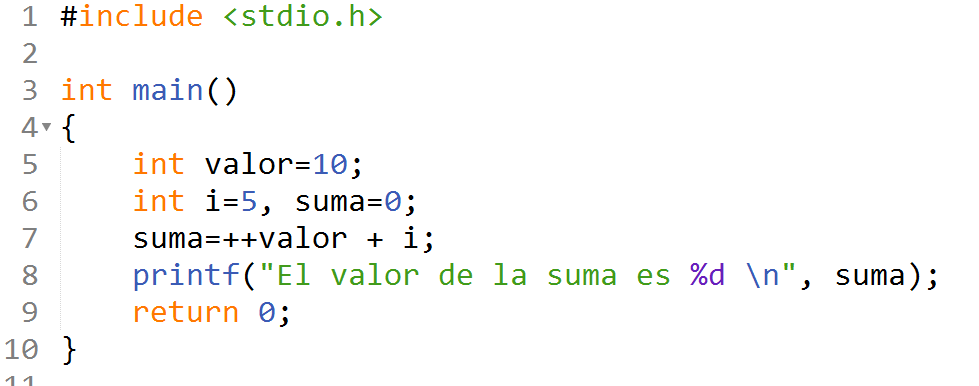 1 #include <stdio.h>
2
3 int main()
4 {
5     int valor=10;
6     int i=5, suma=0;
7     suma=++valor + i;
8     printf("El valor de la suma es %d \n", suma);
9     return 0;
10 }
11